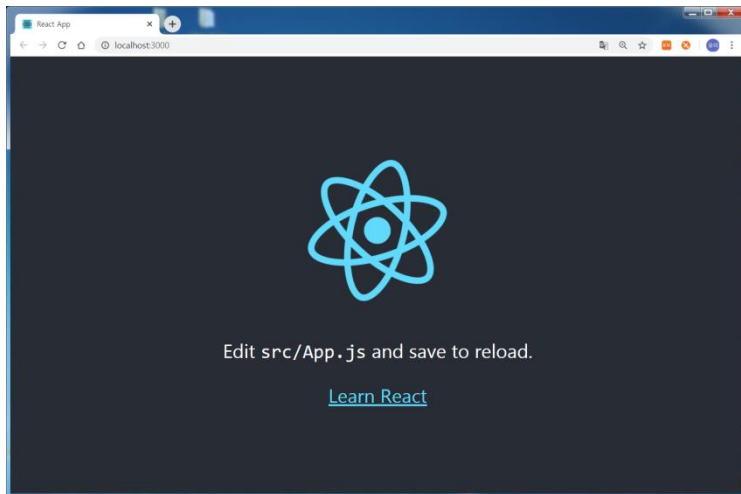 React App
localhost:3000
Edit src/App.js and save to reload.
Learn React